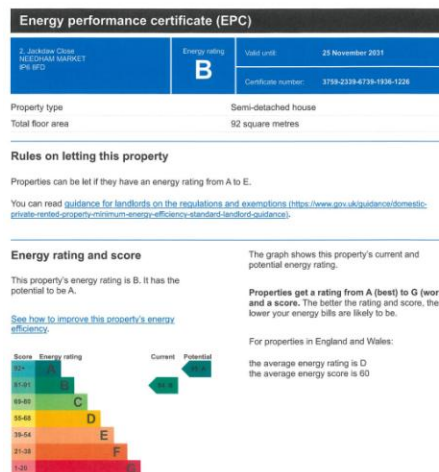 Energy performance certificate (EPC)
2, Jackdaw Close
NEEDHAM MARKET
IP6 8FD
Energy rating
B
Valid until:
25 November 2031
Certificate number:
3759-2339-6739-1936-1226
Property type
Semi-detached house
Total floor area
92 square metres
Rules on letting this property
Properties can be let if they have an energy rating from A to E.
You can read guidance for landlords on the regulations and exemptions (https://www.gov.uk/guidance/domestic-
private-rented-property-minimum-energy-efficiency-standard-landlord-guidance).
Energy rating and score
This property's energy rating is B. It has the
potential to be A.
See how to improve this property's energy
efficiency.
Score Energy rating Current Potential
92+ A
81-91 B
69-80 C
55-68 D
39-54 E
21-38 F
1-20 G
The graph shows this property's current and
potential energy rating.
Properties get a rating from A (best) to G (wor
and a score. The better the rating and score, the
lower your energy bills are likely to be.
For properties in England and Wales:
the average energy rating is D
the average energy score is 60